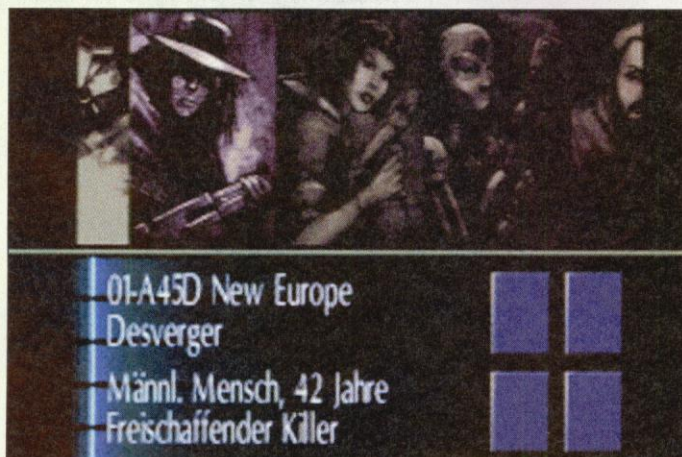 01-A45D New Europe
Desverger
Männl. Mensch, 42 Jahre
Freischaffender Killer